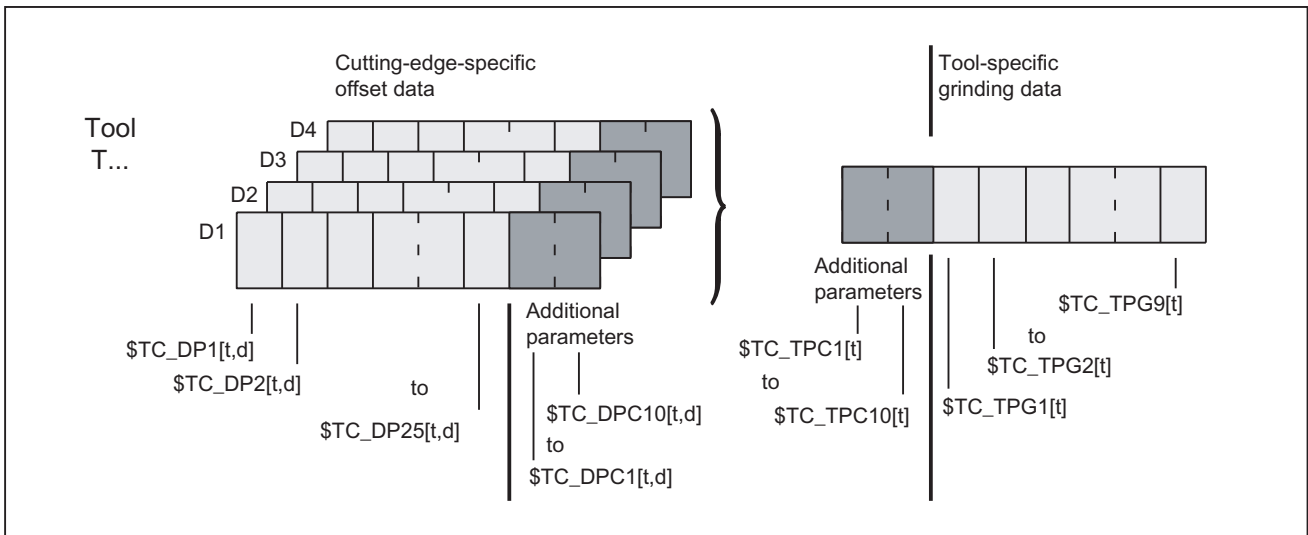 Cutting-edge-specific
offset data
Tool-specific
grinding data
Tool
T...
D4
D3
D2
D1
Additional
parameters
$TC_DP1[t,d]
$TC_DP2[t,d]
to
$TC_DP25[t,d]
$TC_DPC10[t,d]
to
$TC_DPC1[t,d]
Additional
parameters
$TC_TPC1[t]
to
$TC_TPC10[t]
$TC_TPG9[t]
to
$TC_TPG2[t]
$TC_TPG1[t]